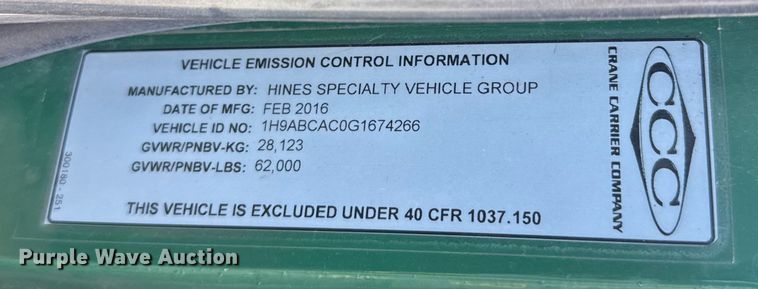 VEHICLE EMISSION CONTROL INFORMATION
MANUFACTURED BY: HINES SPECIALTY VEHICLE GROUP
DATE OF MFG: FEB 2016
VEHICLE ID NO: 1H9ABCAC0G1674266
GVWR/PNBV-KG: 28,123
GVWR/PNBV-LBS: 62,000
THIS VEHICLE IS EXCLUDED UNDER 40 CFR 1037.150
300180 - 251
CCC
CRANE CARRIER COMPANY
Purple Wave Auction